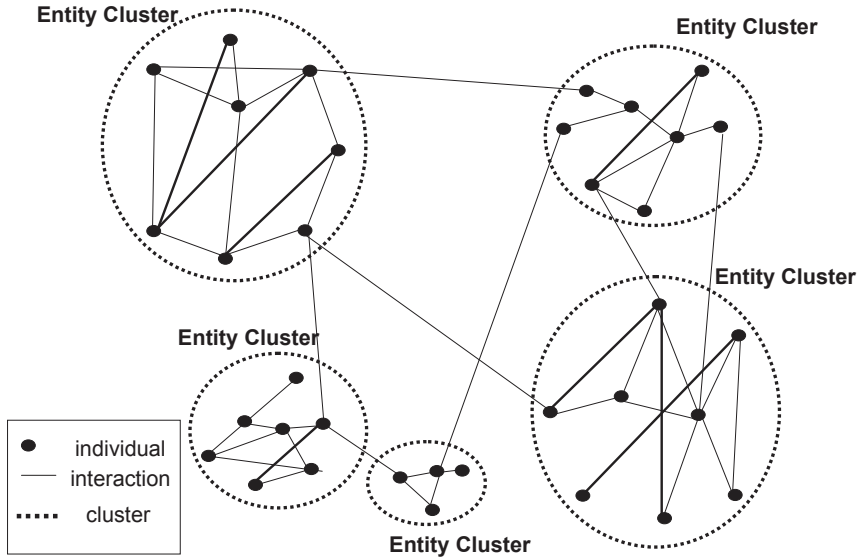 Entity Cluster
Entity Cluster
Entity Cluster
Entity Cluster
Entity Cluster
individual
interaction
cluster